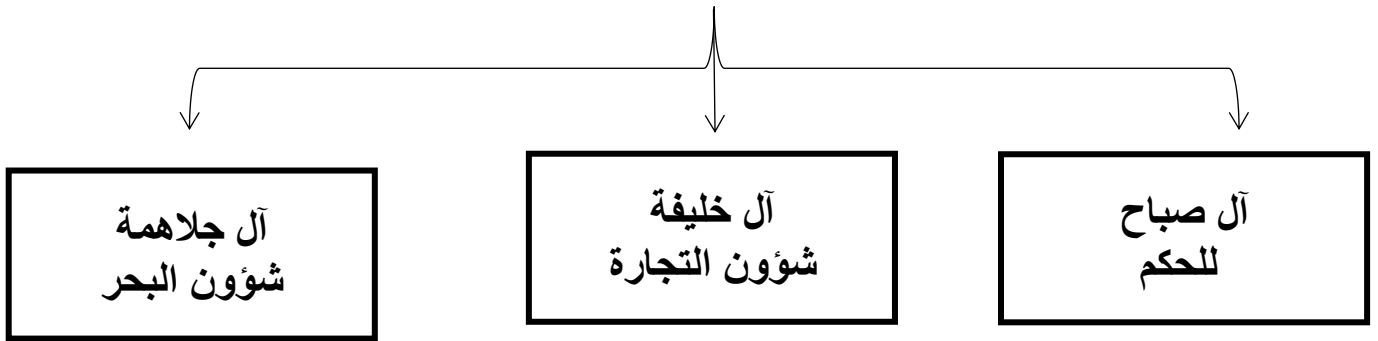 آل صباح
للحكم
آل خليفة
شؤون التجارة
آل جلاهمة
شؤون البحر